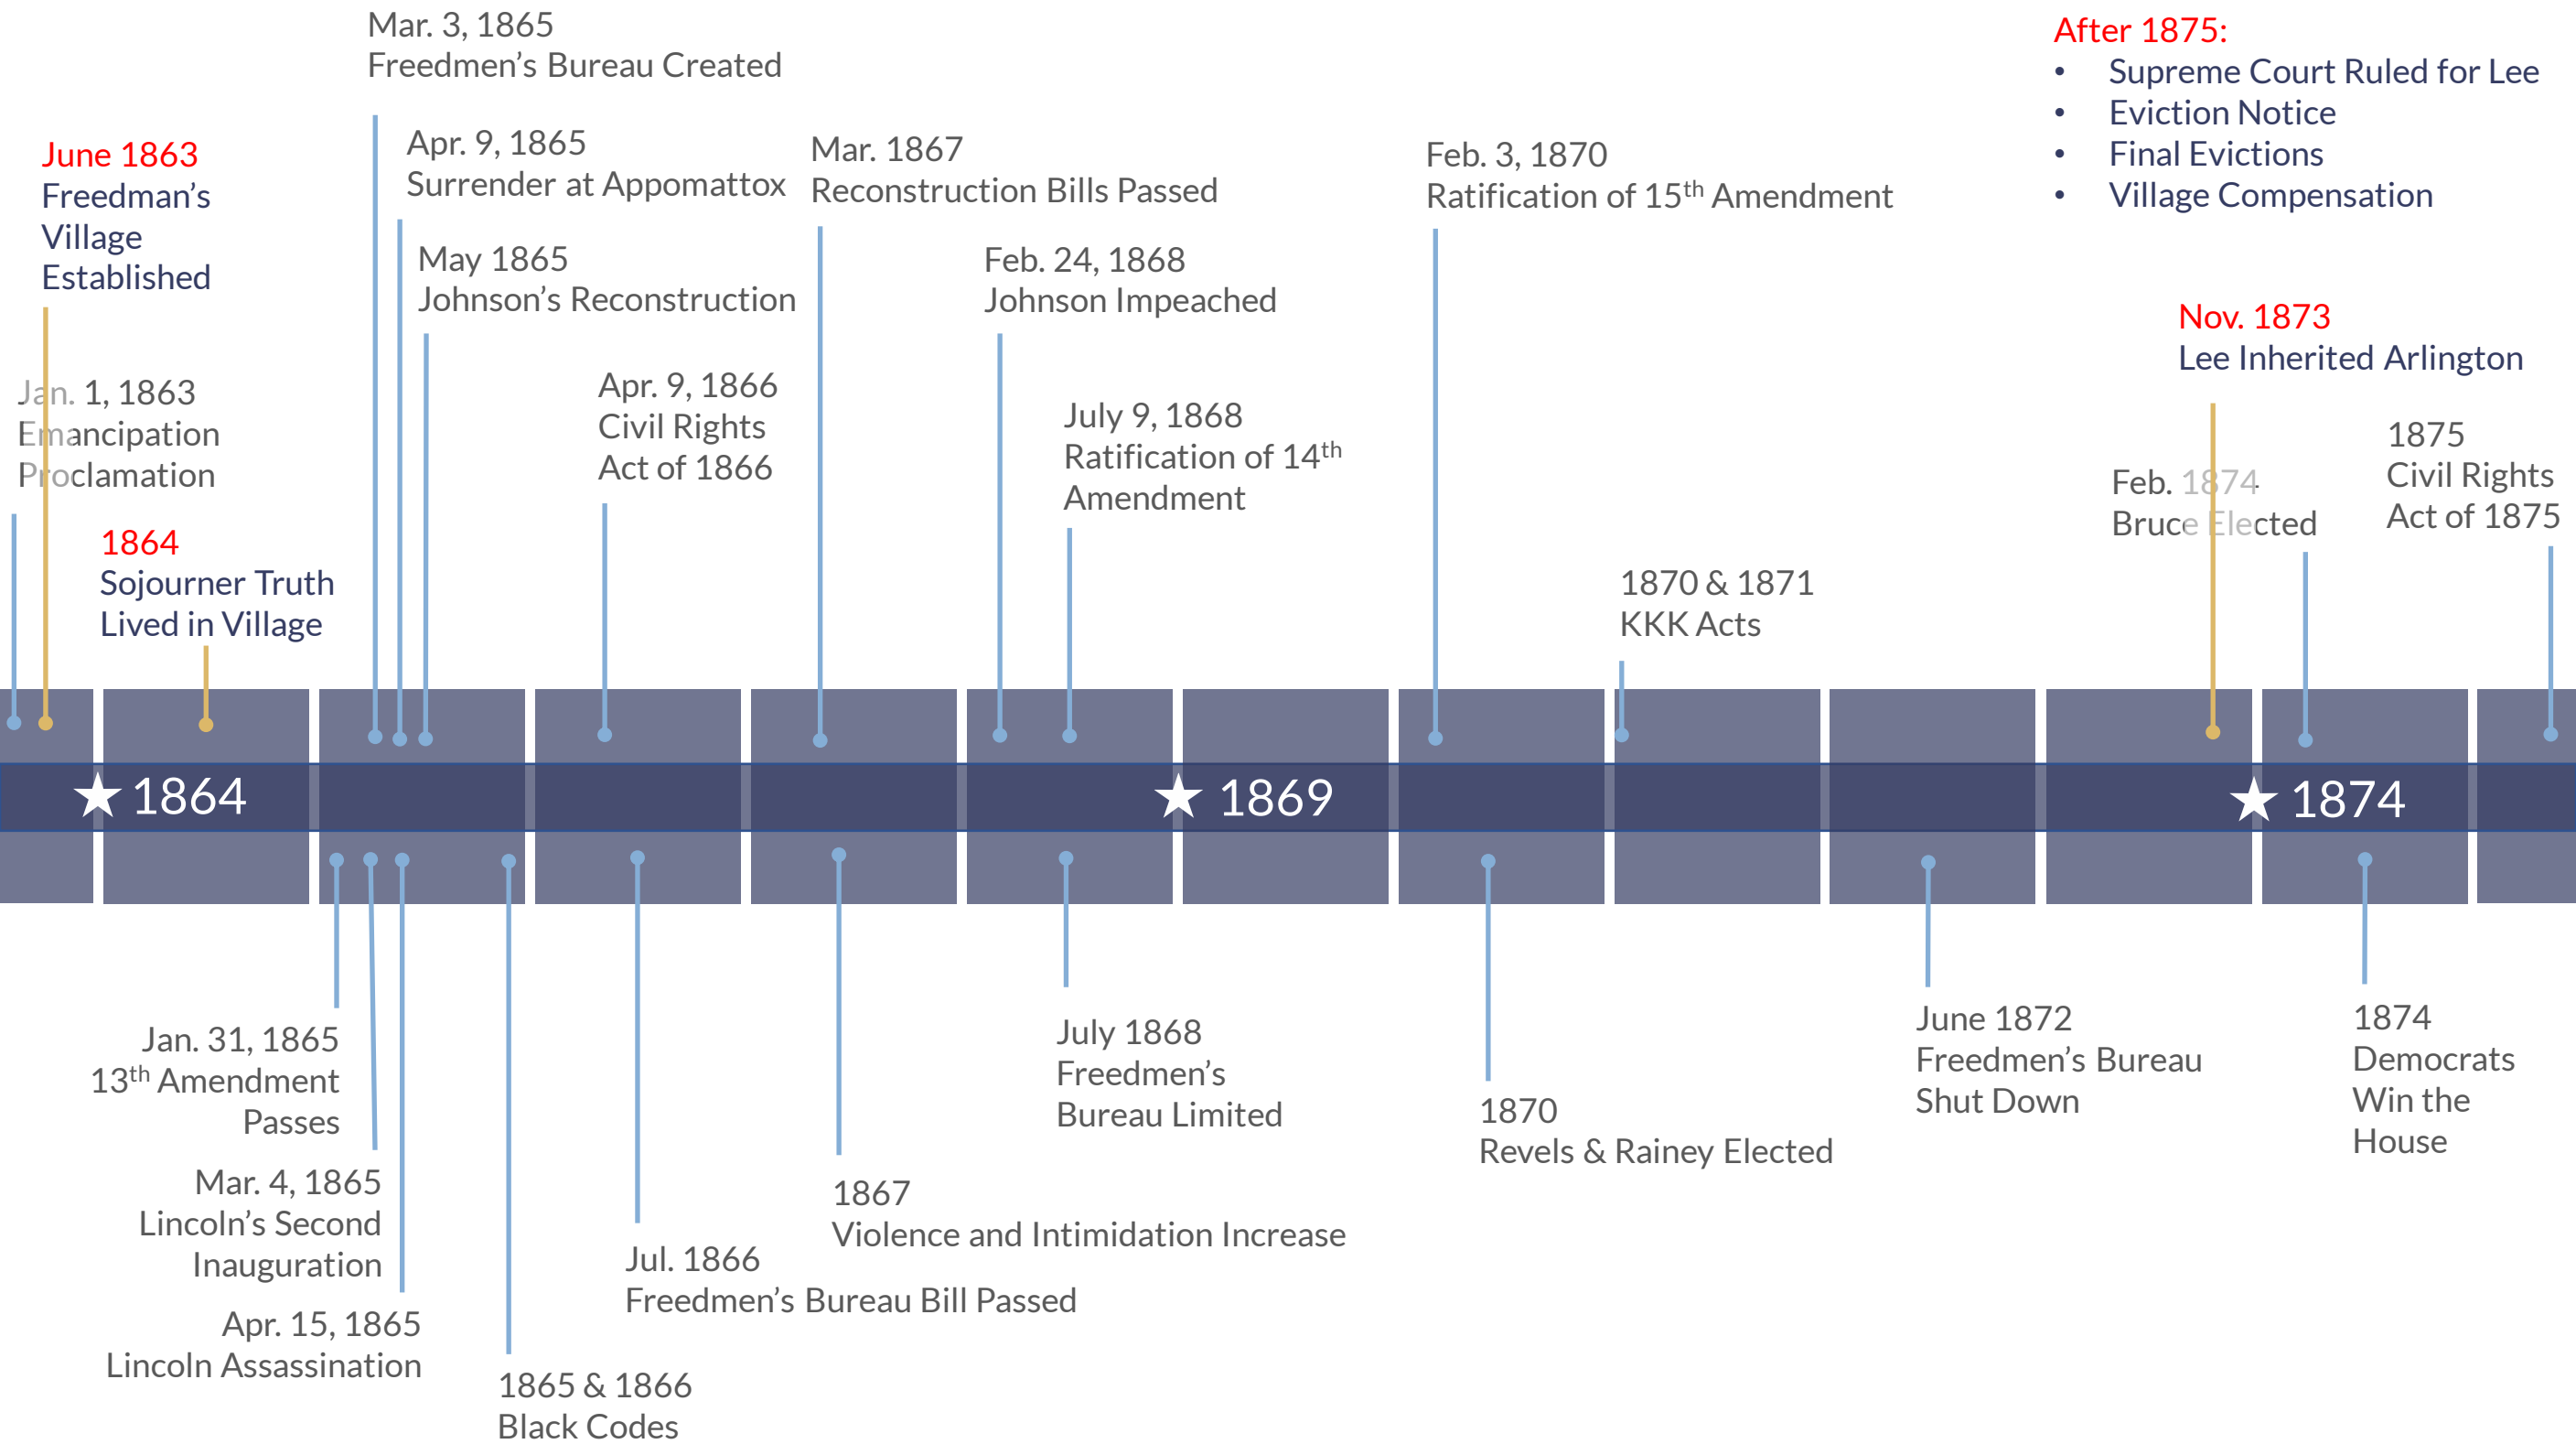 Mar. 3, 1865
Freedmen’s Bureau Created
After 1875:
• Supreme Court Ruled for Lee
• Eviction Notice
• Final Evictions
• Village Compensation
June 1863
Freedman’s
Village
Established
Apr. 9, 1865
Surrender at Appomattox
Mar. 1867
Reconstruction Bills Passed
Feb. 3, 1870
Ratification of 15th Amendment
May 1865
Johnson’s Reconstruction
Feb. 24, 1868
Johnson Impeached
Nov. 1873
Lee Inherited Arlington
Jan. 1, 1863
Emancipation
Proclamation
Apr. 9, 1866
Civil Rights
Act of 1866
July 9, 1868
Ratification of 14th
Amendment
Feb. 1874
Bruce Elected
1875
Civil Rights
Act of 1875
1864
Sojourner Truth
Lived in Village
1870 & 1871
KKK Acts
1864
1869
1874
Jan. 31, 1865
13th Amendment
Passes
Mar. 4, 1865
Lincoln’s Second
Inauguration
Apr. 15, 1865
Lincoln Assassination
1865 & 1866
Black Codes
Jul. 1866
Freedmen’s Bureau Bill Passed
1867
Violence and Intimidation Increase
July 1868
Freedmen’s
Bureau Limited
1870
Revels & Rainey Elected
June 1872
Freedmen’s Bureau
Shut Down
1874
Democrats
Win the
House